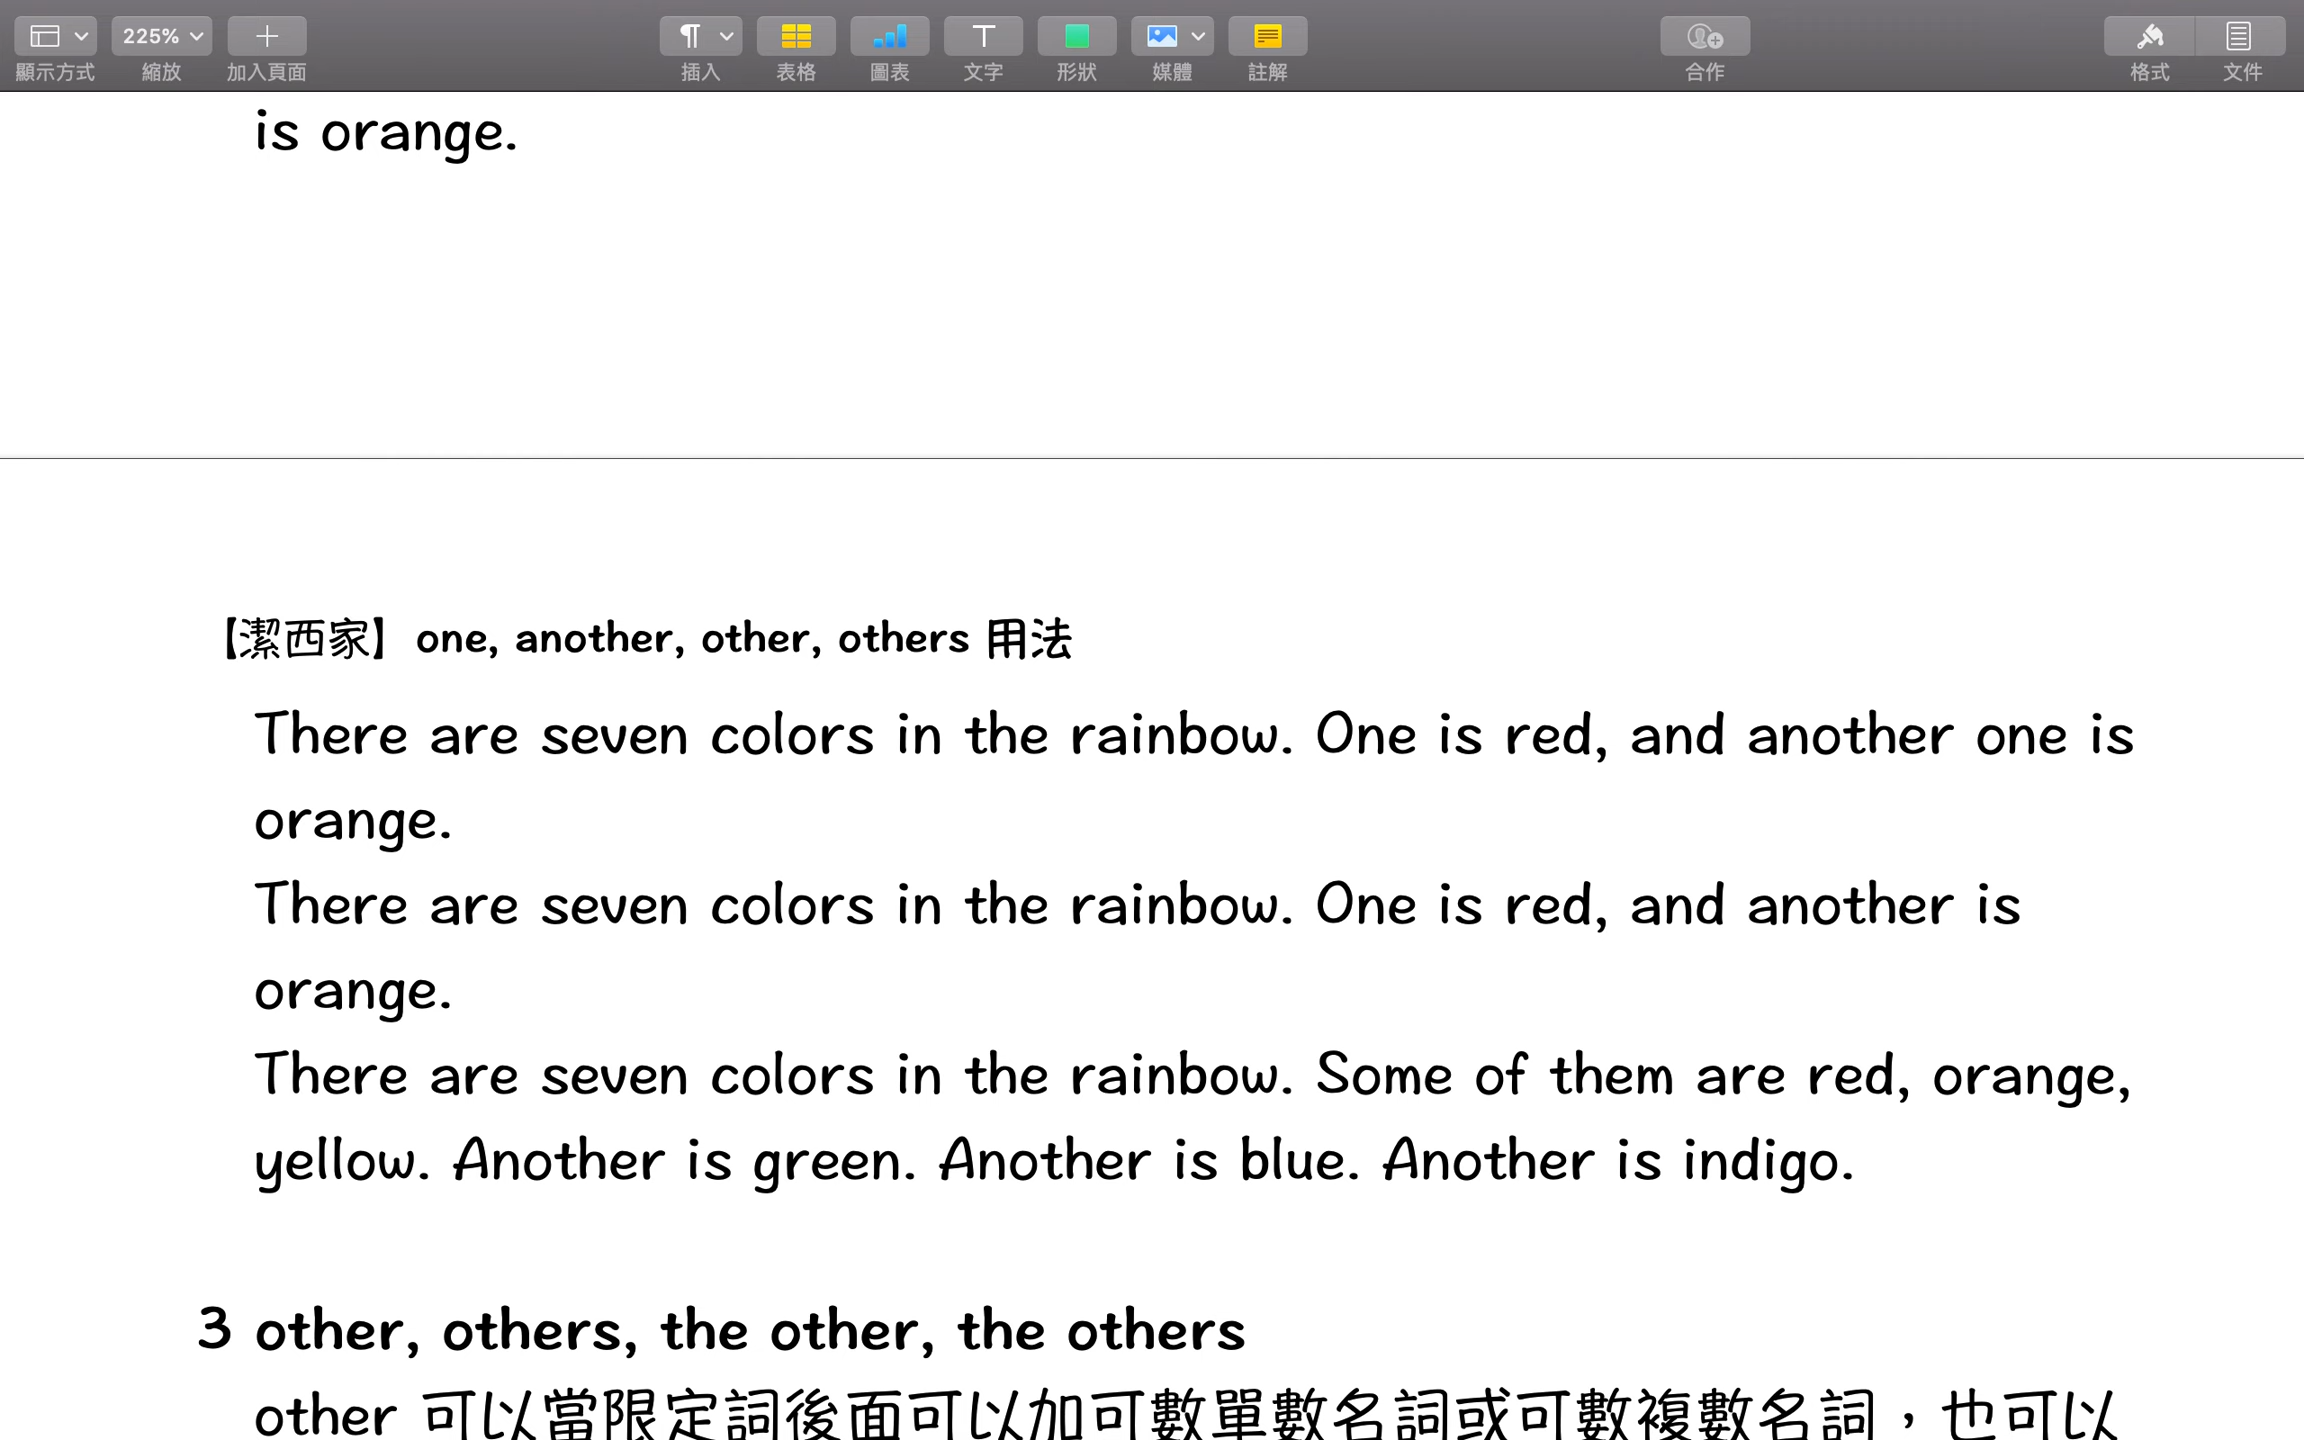 225%
顯示方式 縮放 加入頁面 插入 表格 圖表 文字 形狀 媒體 註解 合作 格式 文件
is orange.
【潔西家】 one, another, other, others 用法
There are seven colors in the rainbow. One is red, and another one is
orange.
There are seven colors in the rainbow. One is red, and another is
orange.
There are seven colors in the rainbow. Some of them are red, orange,
yellow. Another is green. Another is blue. Another is indigo.
3 other, others, the other, the others
other 可以當限定詞後面可以加可數單數名詞或可數複數名詞，也可以